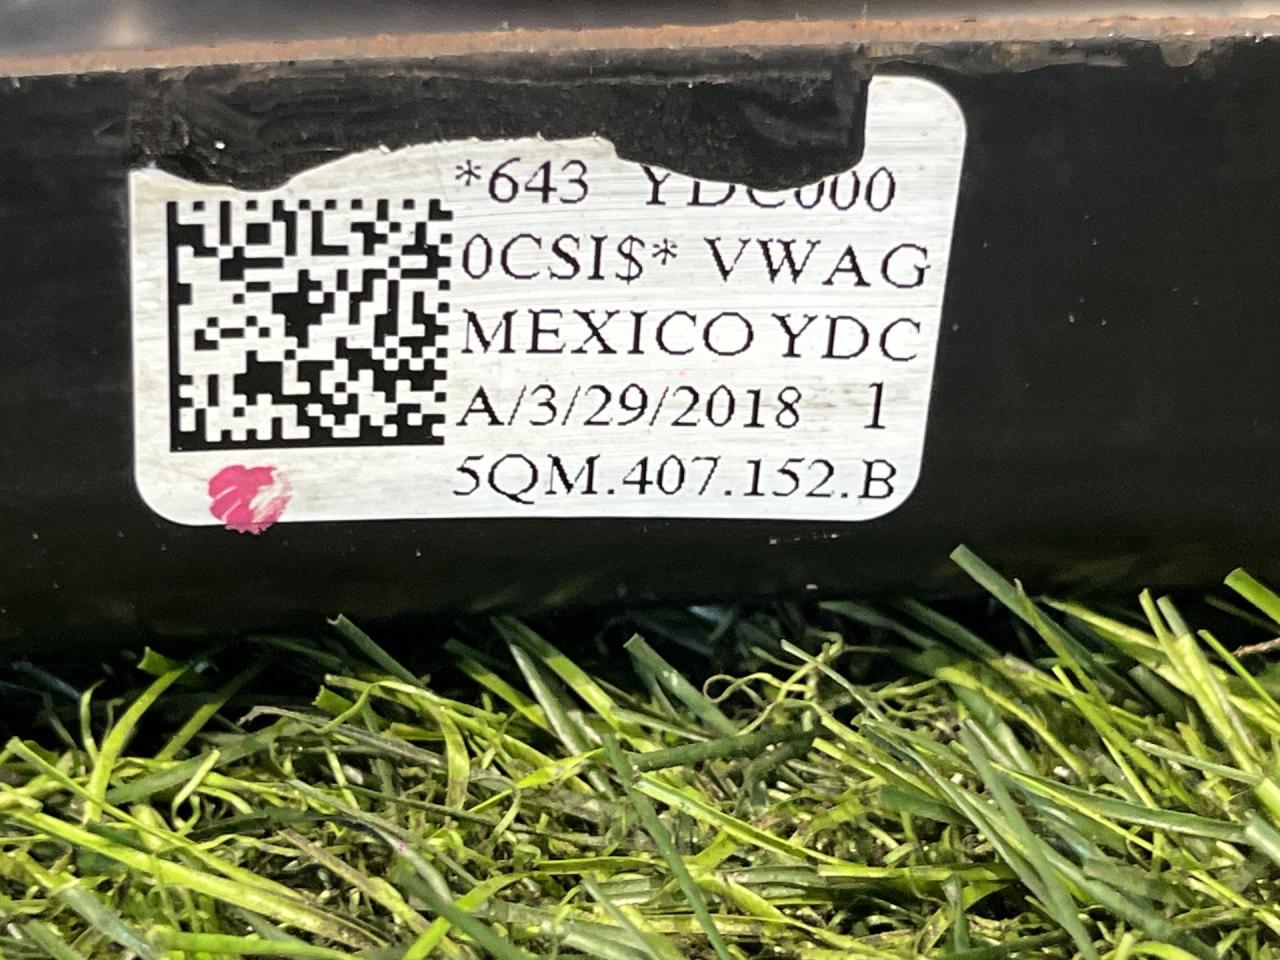 *643 YDC000
0CSI$* VWAG
MEXICO YDC
A/3/29/2018 1
5QM.407.152.B